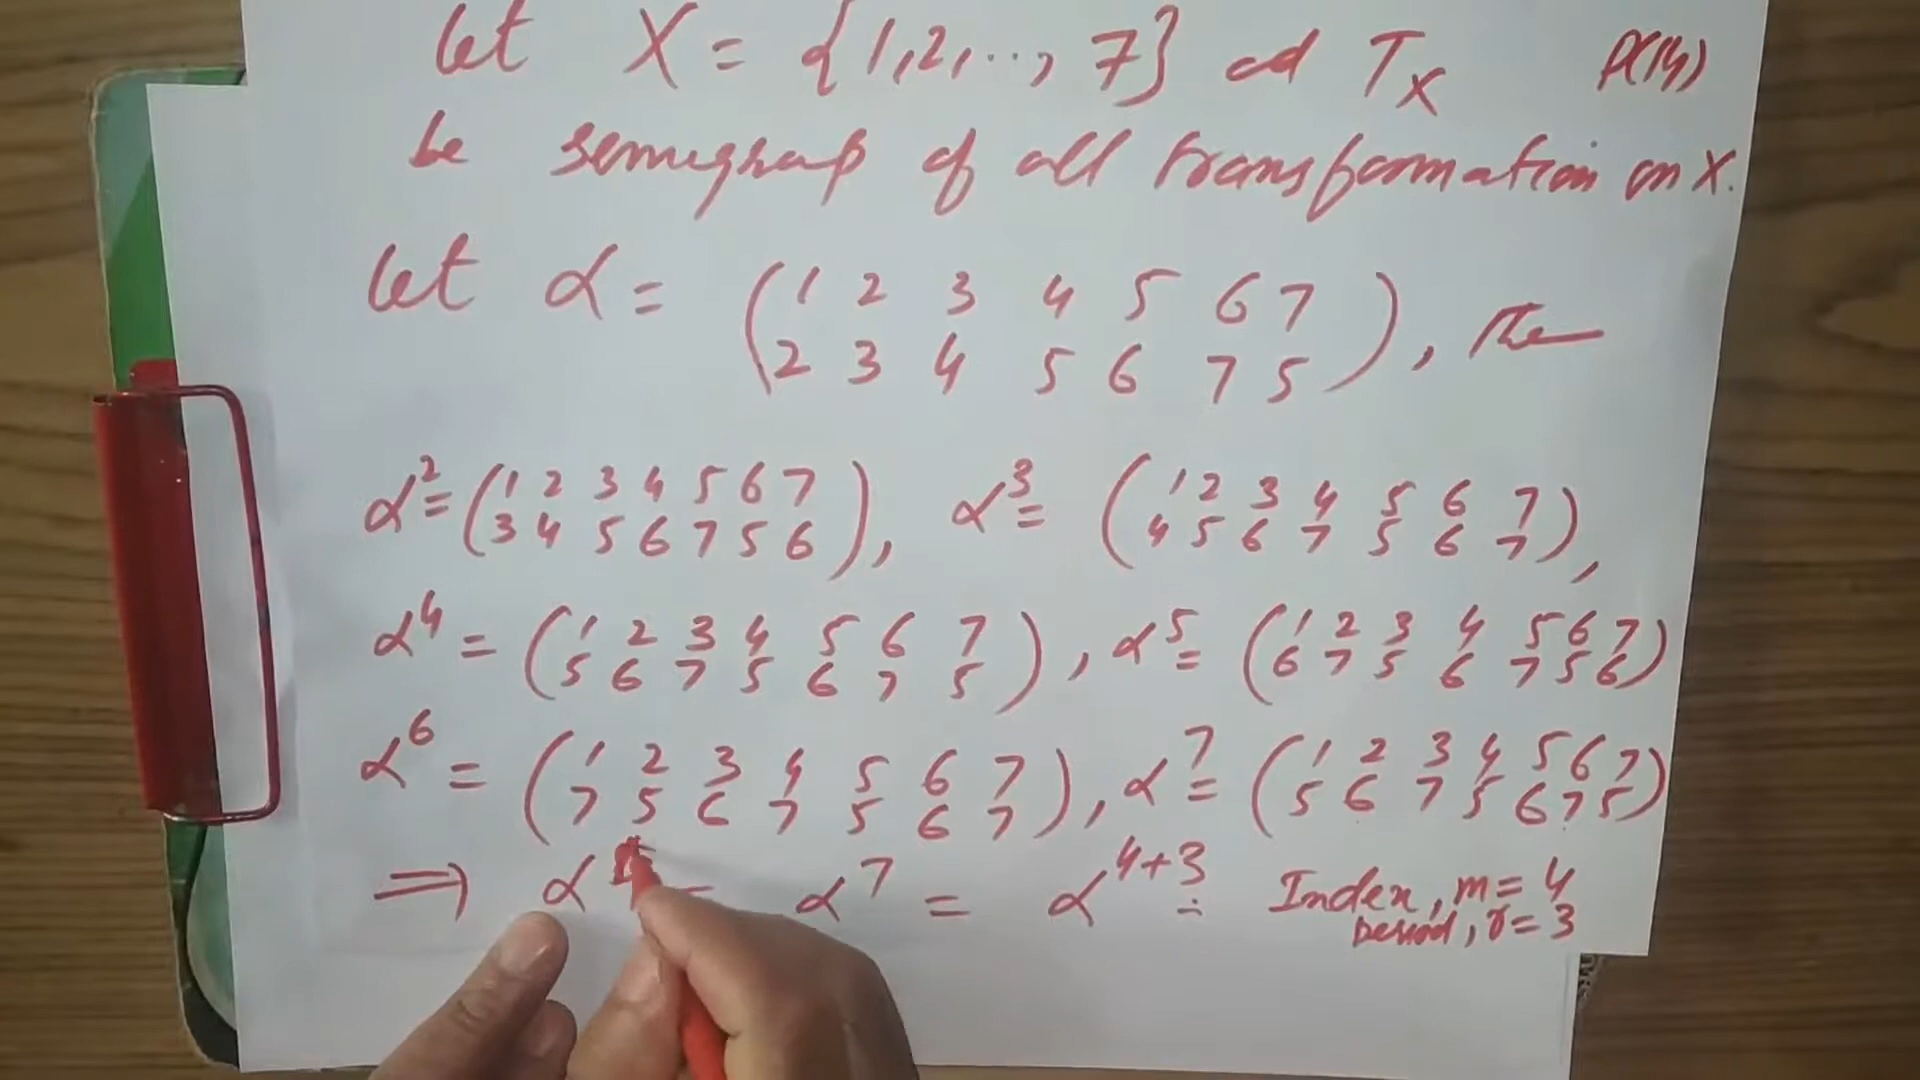 Let X = {1,2,..,7} ad Tx P(14)
be semigroup of all transformation on X.
Let α = (1 2 3 4 5 6 7
2 3 4 5 6 7 5), then
α² = (1 2 3 4 5 6 7
3 4 5 6 7 5 6), α³ = (1 2 3 4 5 6 7
4 5 6 7 5 6 7),
α⁴ = (1 2 3 4 5 6 7
5 6 7 5 6 7 5), α⁵ = (1 2 3 4 5 6 7
6 7 5 6 7 5 6)
α⁶ = (1 2 3 4 5 6 7
7 5 6 7 5 6 7), α⁷ = (1 2 3 4 5 6 7
5 6 7 5 6 7 5)
⇒ α = α⁷ = α⁴⁺³ Index, m = 4
Period, r = 3